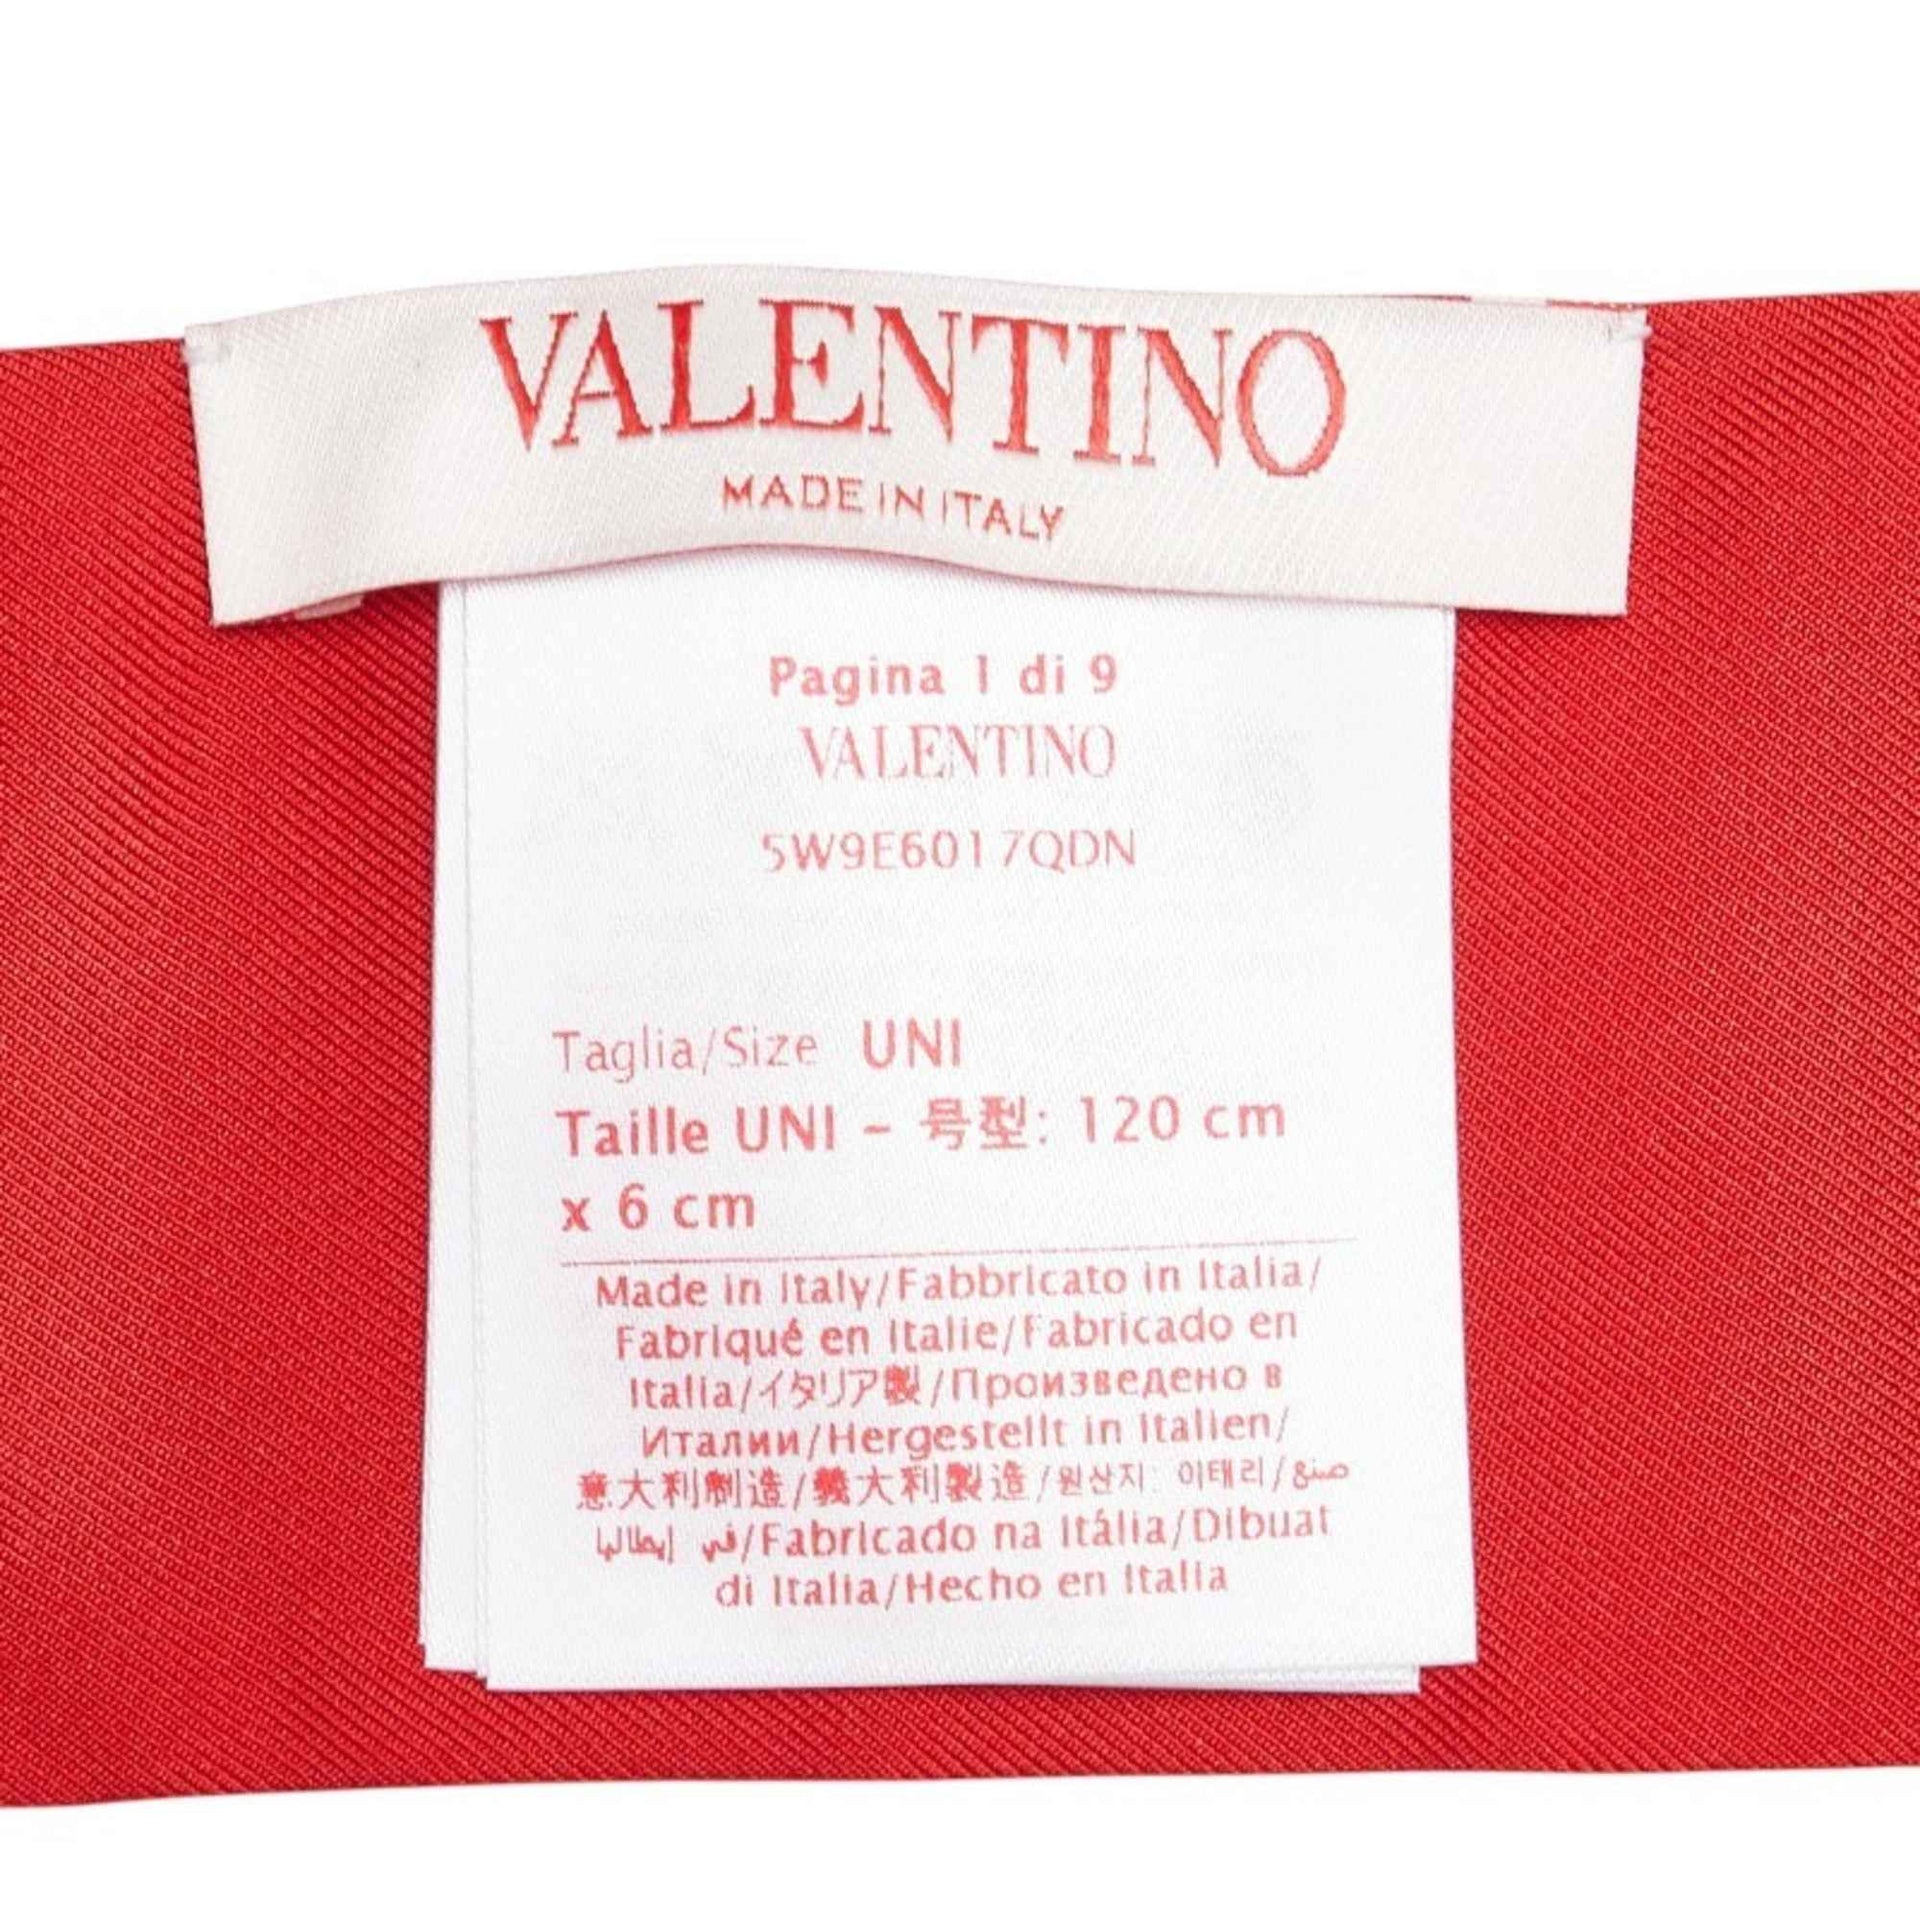 VALENTINO
MADE IN ITALY
Pagina 1 di 9
VALENTINO
5W9E6017QDN
Taglia/Size UNI
Taille UNI - 号型: 120 cm
x 6 cm
Made in Italy/Fabbricato in Italia/
Fabriqué en Italie/Fabricado en
Italia/イタリア製/Произведено в
Италии/Hergestellt in Italien/
意大利制造/義大利製造/원산지: 이태리/صنع
في إيطاليا/Fabricado na Itália/Dibuat
di Italia/Hecho en Italia